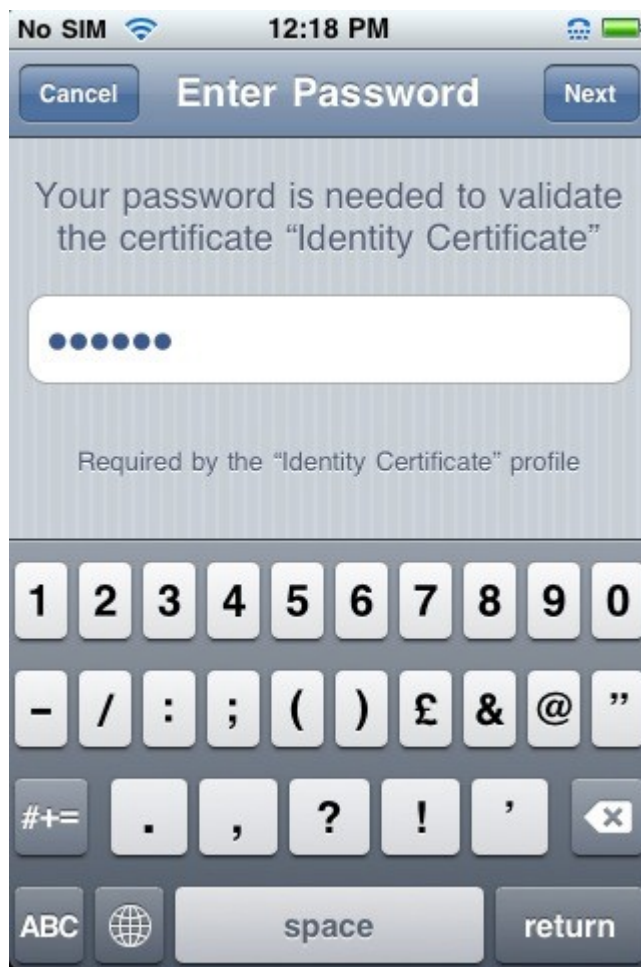 No SIM 12:18 PM
Cancel Enter Password Next
Your password is needed to validate
the certificate “Identity Certificate”
••••••
Required by the “Identity Certificate” profile
1 2 3 4 5 6 7 8 9 0
- / : ; ( ) £ & @ ”
#+= . , ? ! ’
ABC space return